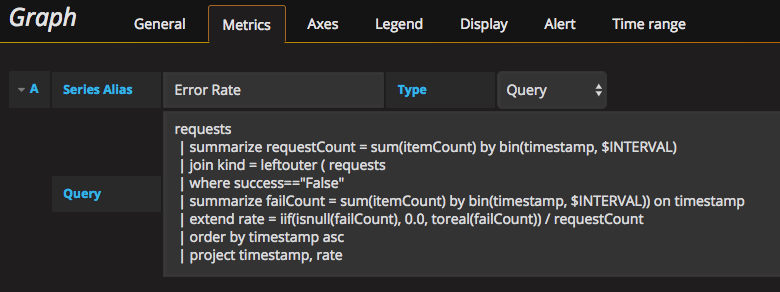 Graph General Metrics Axes Legend Display Alert Time range
A Series Alias Error Rate Type Query
Query
requests
| summarize requestCount = sum(itemCount) by bin(timestamp, $INTERVAL)
| join kind = leftouter ( requests
| where success=="False"
| summarize failCount = sum(itemCount) by bin(timestamp, $INTERVAL)) on timestamp
| extend rate = iif(isnull(failCount), 0.0, toreal(failCount)) / requestCount
| order by timestamp asc
| project timestamp, rate